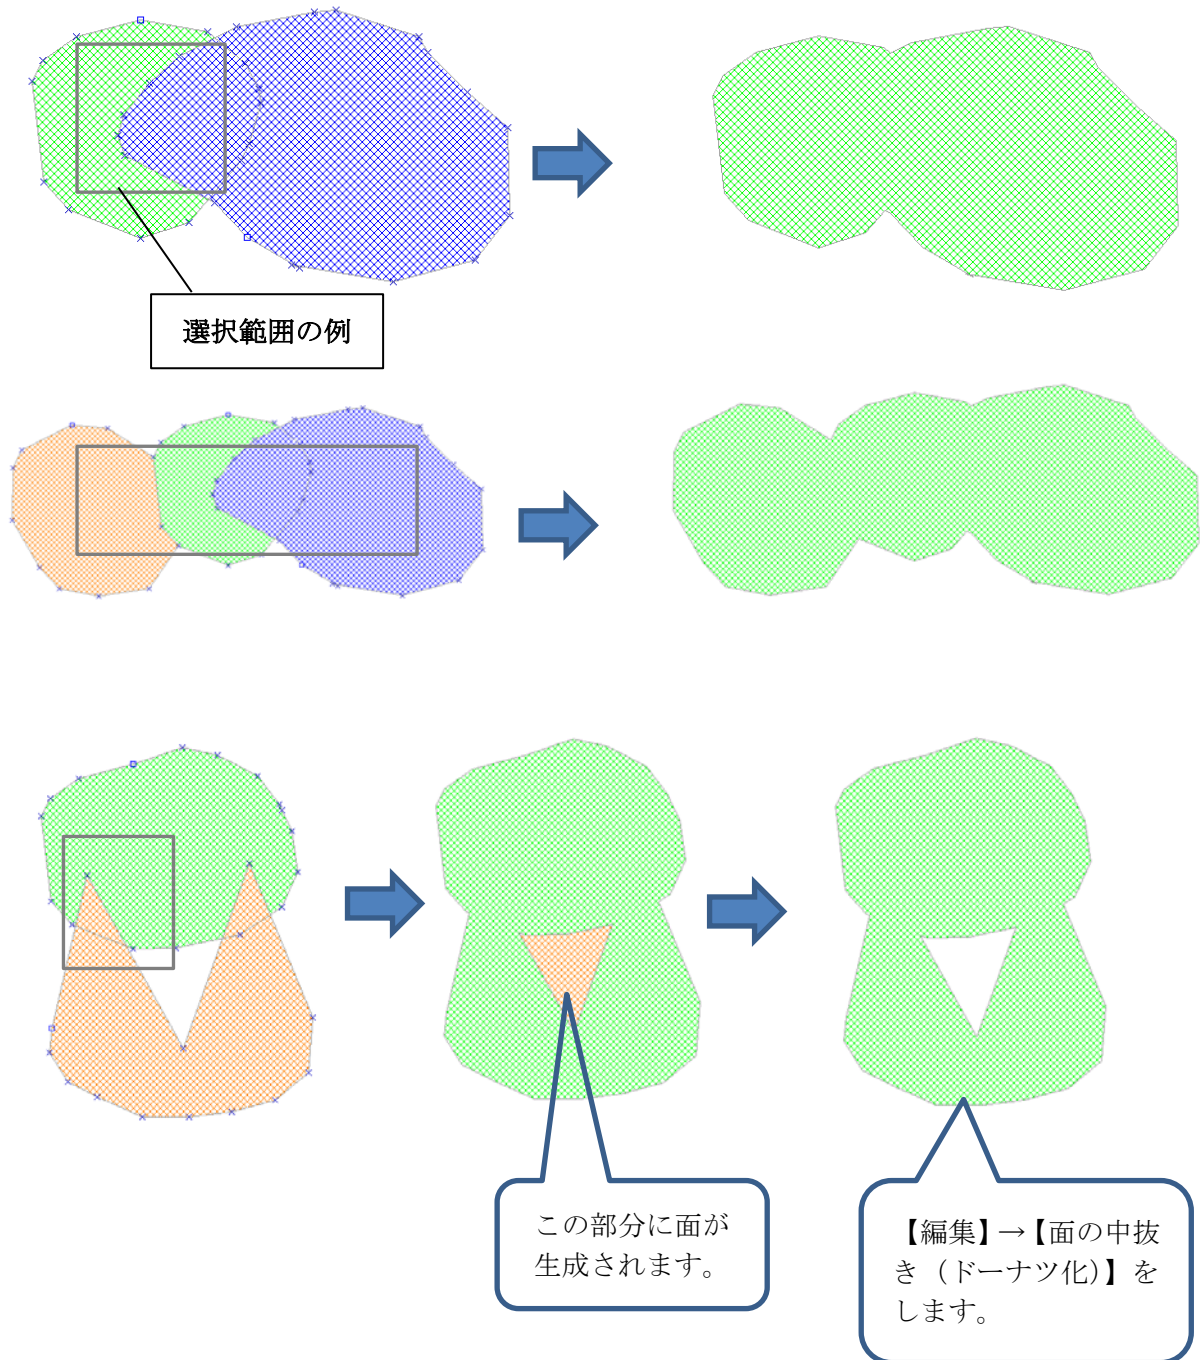 選択範囲の例
この部分に面が
生成されます。
【編集】→【面の中抜
き（ドーナツ化）】を
します。